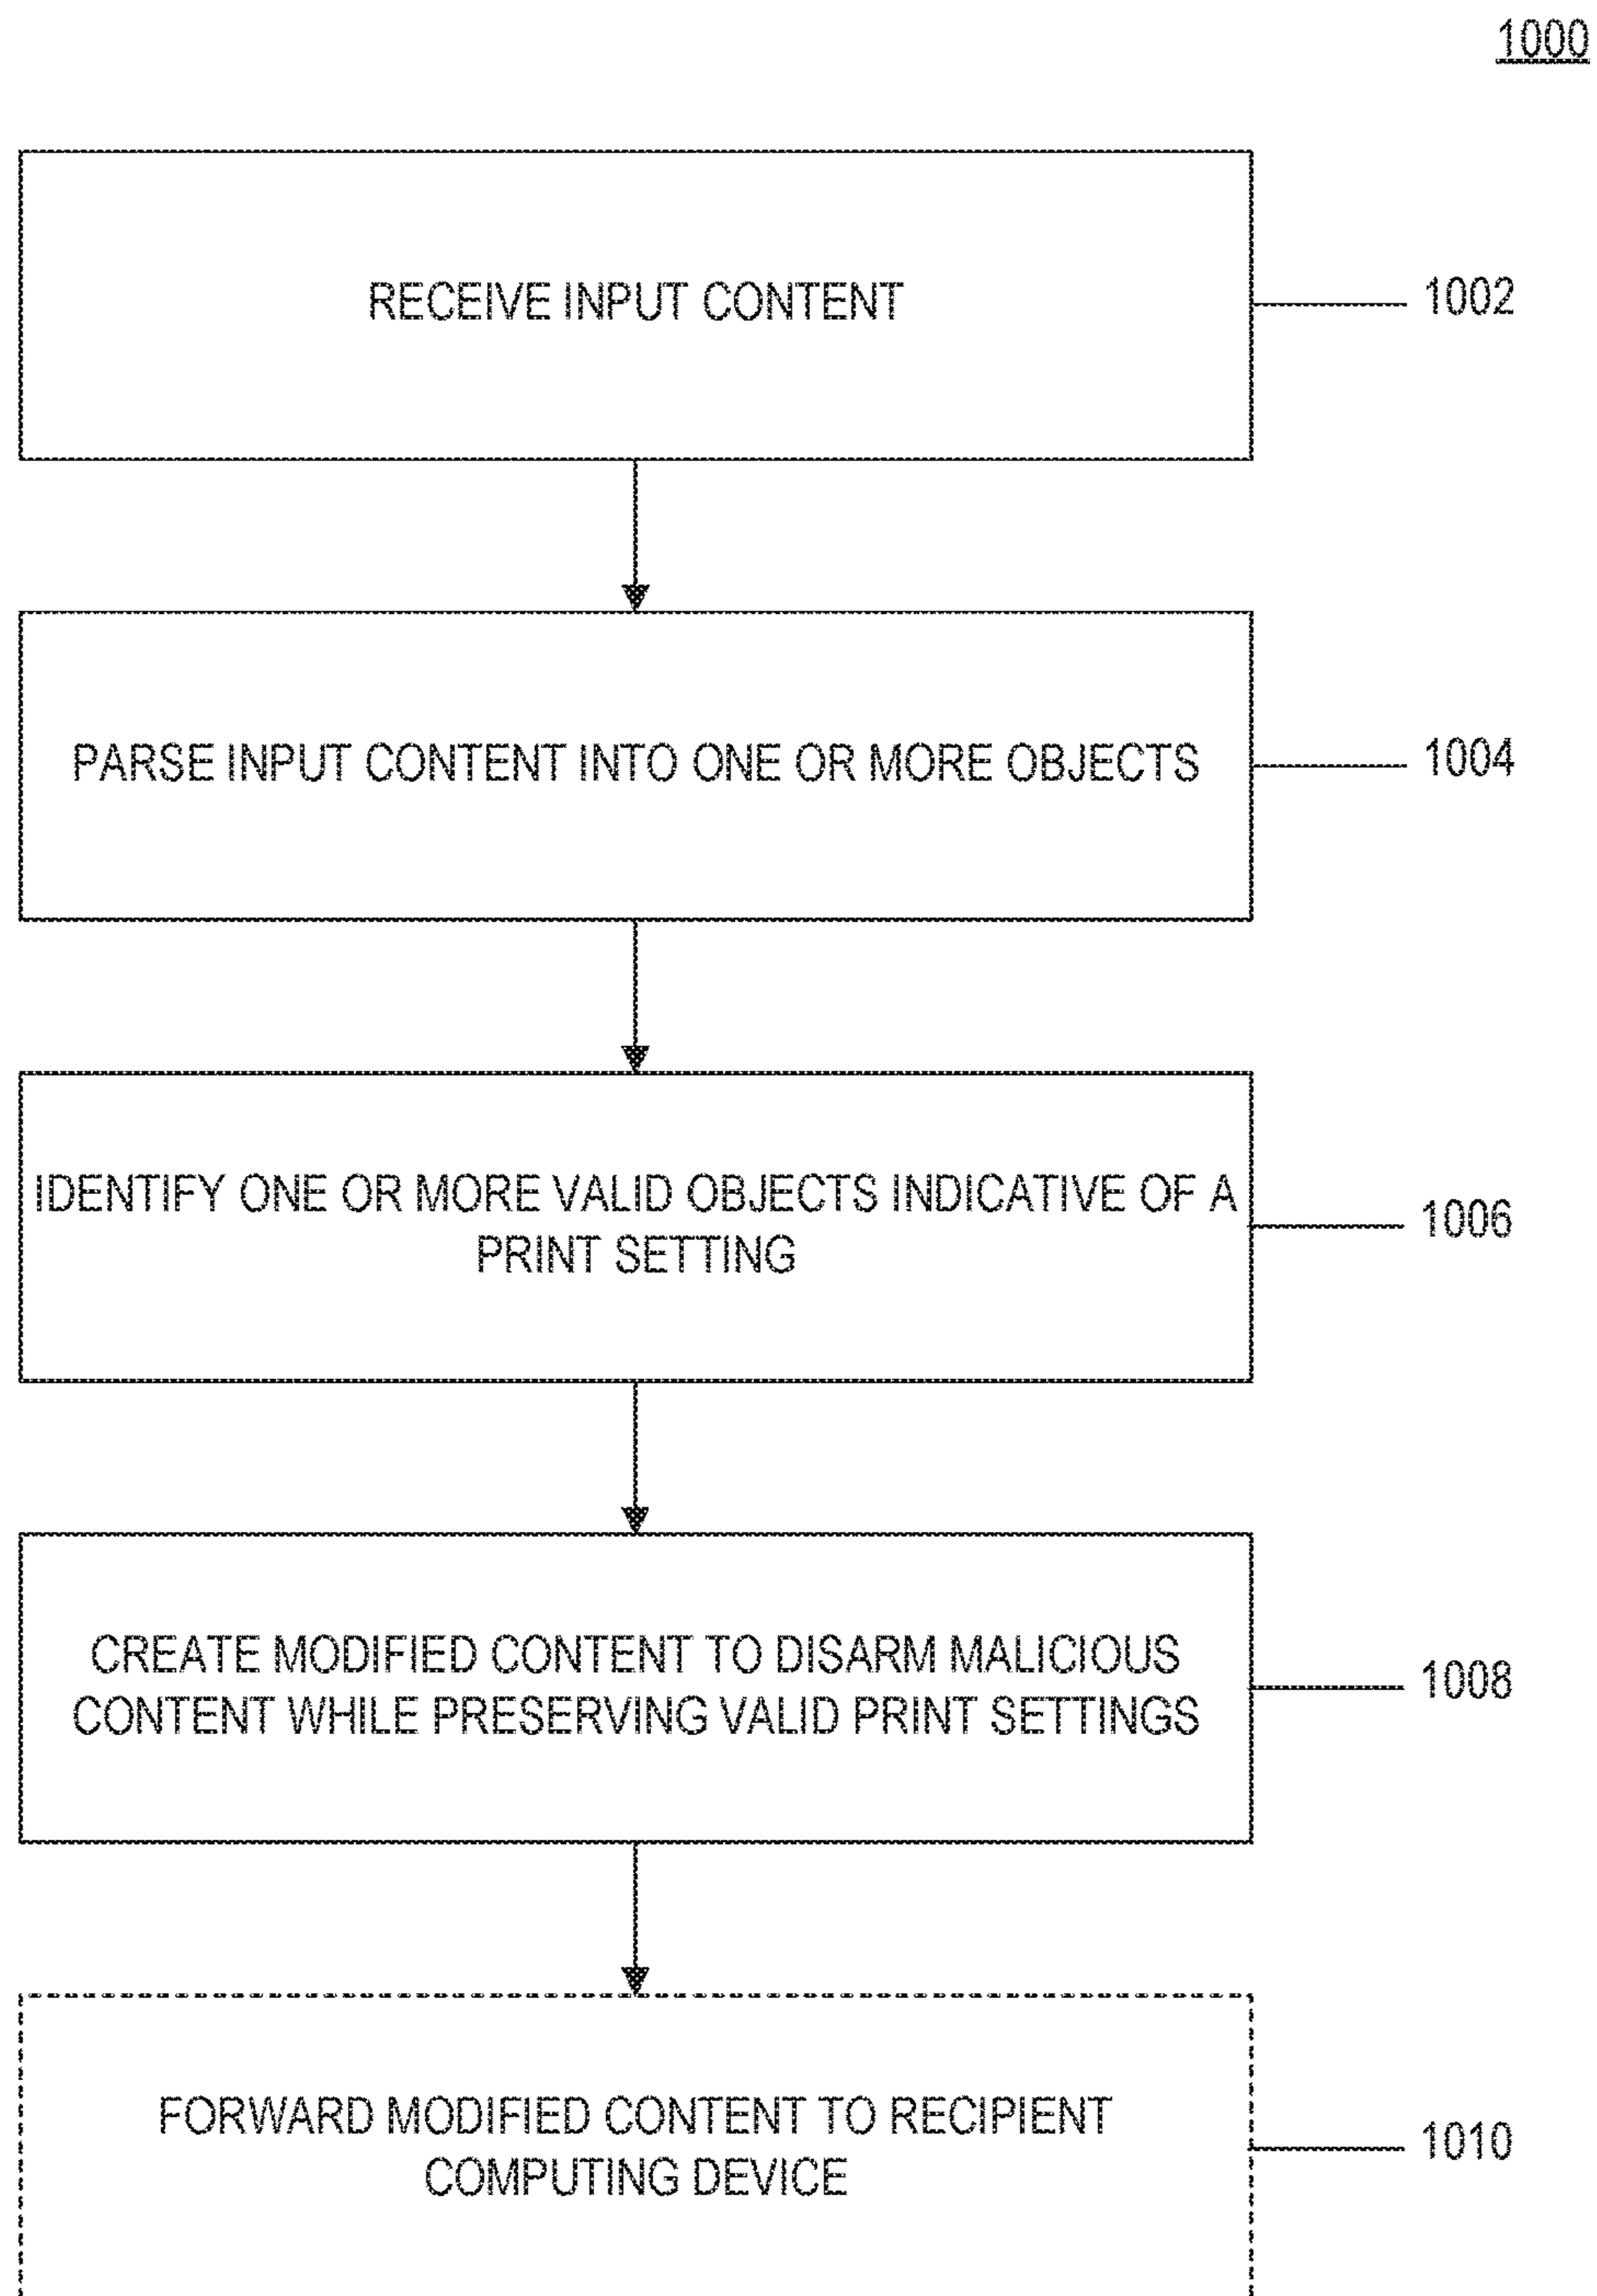 1000
RECEIVE INPUT CONTENT
1002
PARSE INPUT CONTENT INTO ONE OR MORE OBJECTS
1004
IDENTIFY ONE OR MORE VALID OBJECTS INDICATIVE OF A
PRINT SETTING
1006
CREATE MODIFIED CONTENT TO DISARM MALICIOUS
CONTENT WHILE PRESERVING VALID PRINT SETTINGS
1008
FORWARD MODIFIED CONTENT TO RECIPIENT
COMPUTING DEVICE
1010